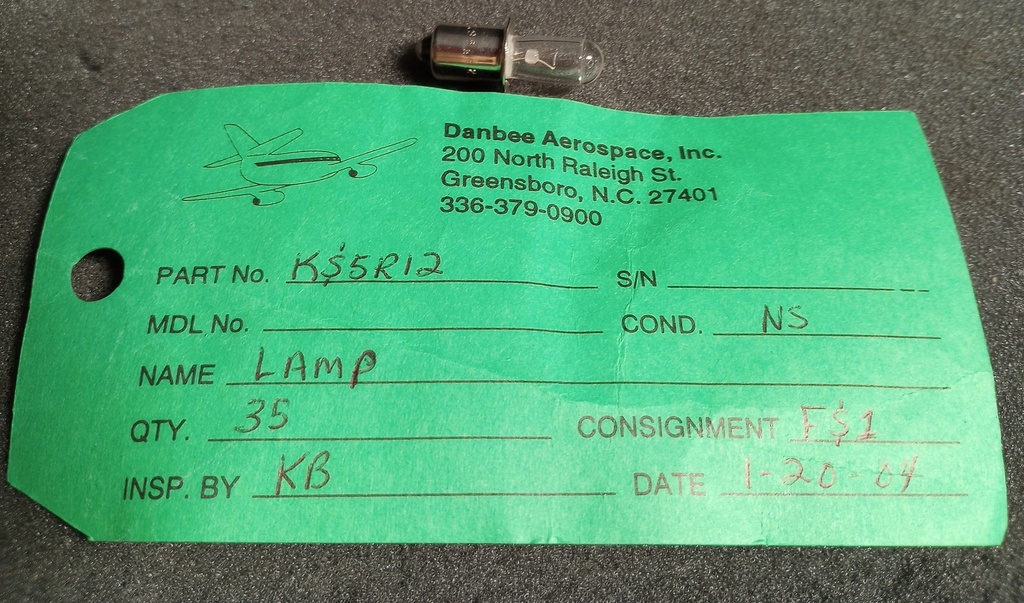 Danbee Aerospace, Inc.
200 North Raleigh St.
Greensboro, N.C. 27401
336-379-0900
PART No. K$5R12 S/N
MDL No. COND. NS
NAME LAMP
QTY. 35 CONSIGNMENT F$1
INSP. BY KB DATE 1-20-04